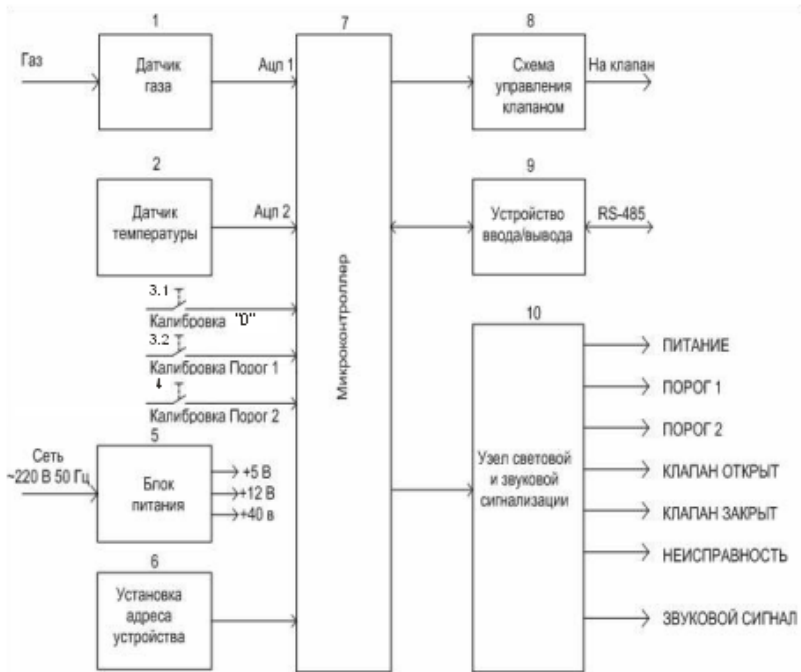 1
Газ
Датчик
газа
Ацп 1
2
Датчик
температуры
Ацп 2
3.1
Калибровка "0"
3.2
Калибровка Порог 1
4
Калибровка Порог 2
5
Сеть
~220 В 50 Гц
Блок
питания
+5 В
+12 В
+40 в
6
Установка
адреса
устройства
7
Микроконтроллер
8
Схема
управления
клапаном
На клапан
9
Устройство
ввода/вывода
RS-485
10
Узел световой
и звуковой
сигнализации
ПИТАНИЕ
ПОРОГ 1
ПОРОГ 2
КЛАПАН ОТКРЫТ
КЛАПАН ЗАКРЫТ
НЕИСПРАВНОСТЬ
ЗВУКОВОЙ СИГНАЛ